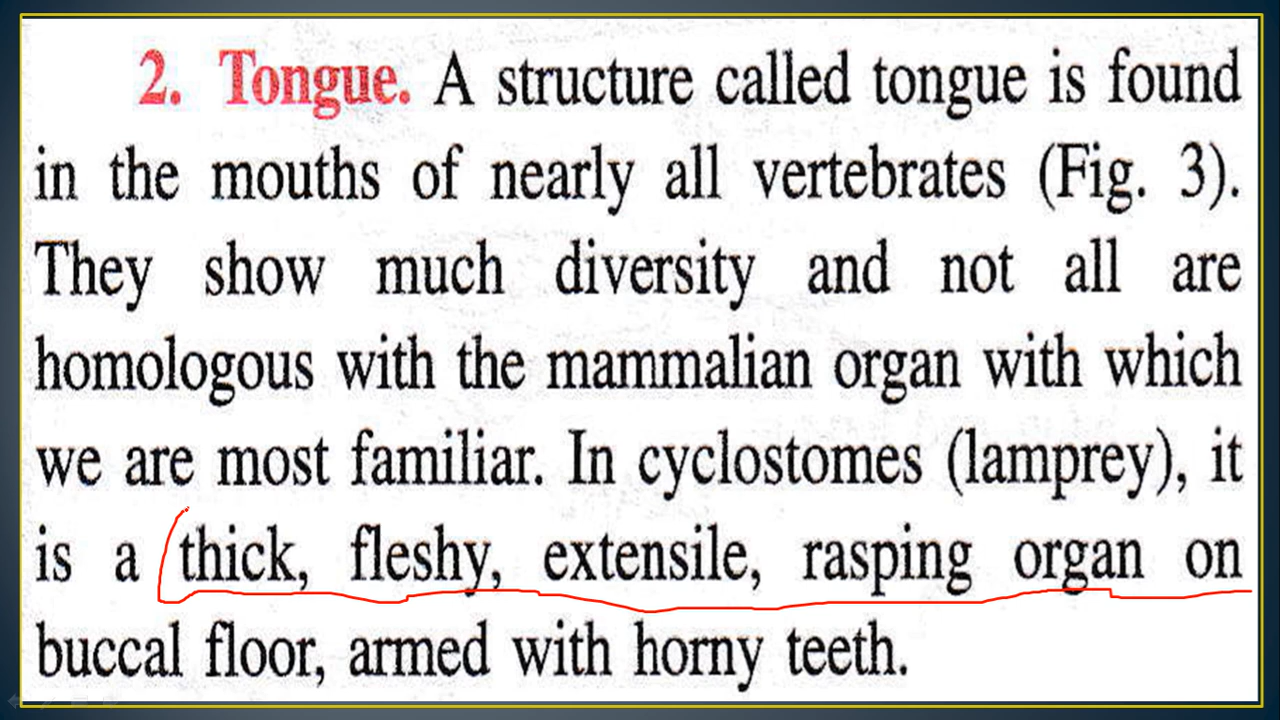 2. Tongue. A structure called tongue is found
in the mouths of nearly all vertebrates (Fig. 3).
They show much diversity and not all are
homologous with the mammalian organ with which
we are most familiar. In cyclostomes (lamprey), it
is a thick, fleshy, extensile, rasping organ on
buccal floor, armed with horny teeth.